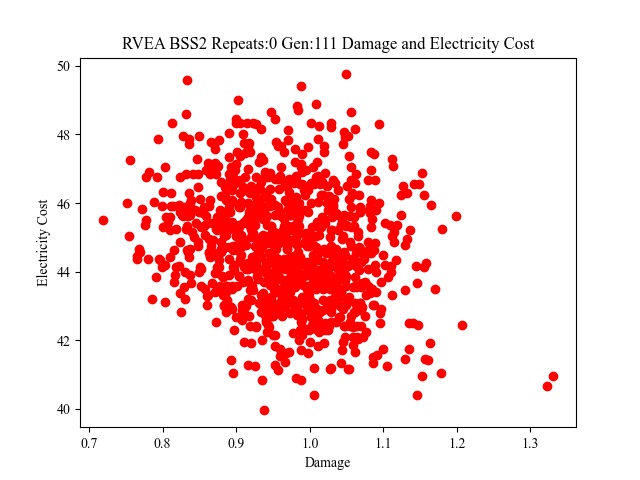 RVEA BSS2 Repeats:0 Gen:111 Damage and Electricity Cost
50
48
46
44
42
40
Electricity Cost
0.7 0.8 0.9 1.0 1.1 1.2 1.3
Damage